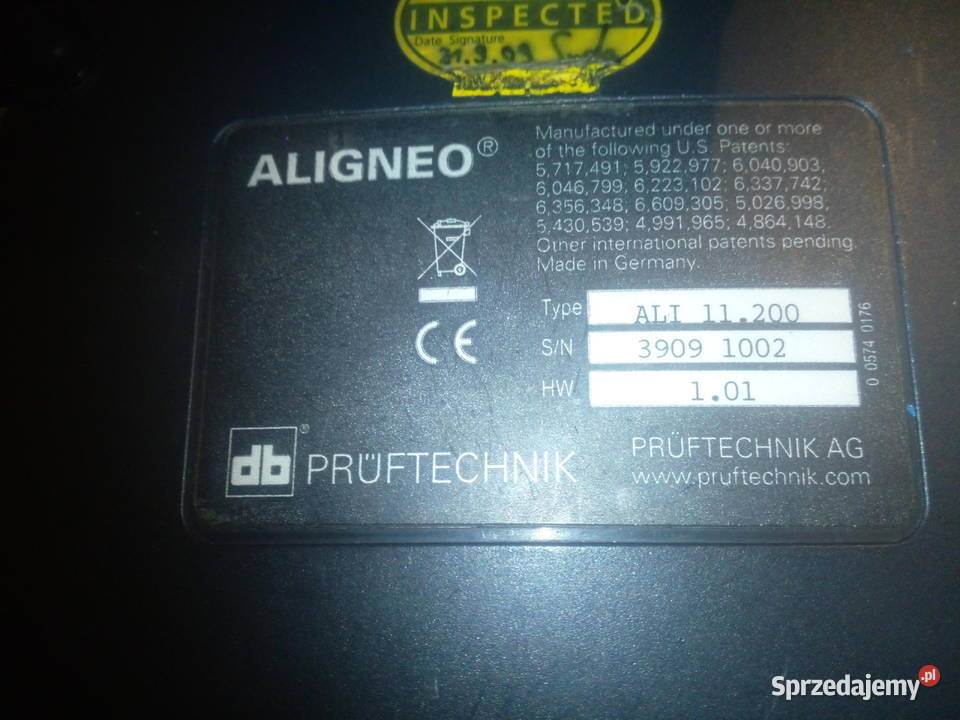 INSPECTED
Date Signature
ALIGNEO®
Manufactured under one or more
of the following U.S. Patents:
5,717,491; 5,922,977; 6,040,903,
6,046,799; 6,223,102; 6,337,742;
6,356,348; 6,609,305; 5,026,998,
5,430,539; 4,991,965; 4,864,148.
Other international patents pending.
Made in Germany.
Type ALI 11.200
S/N 3909 1002
HW 1.01
0 0574 0176
CE
db® PRÜFTECHNIK
PRÜFTECHNIK AG
www.pruftechnik.com
Sprzedajemy.pl